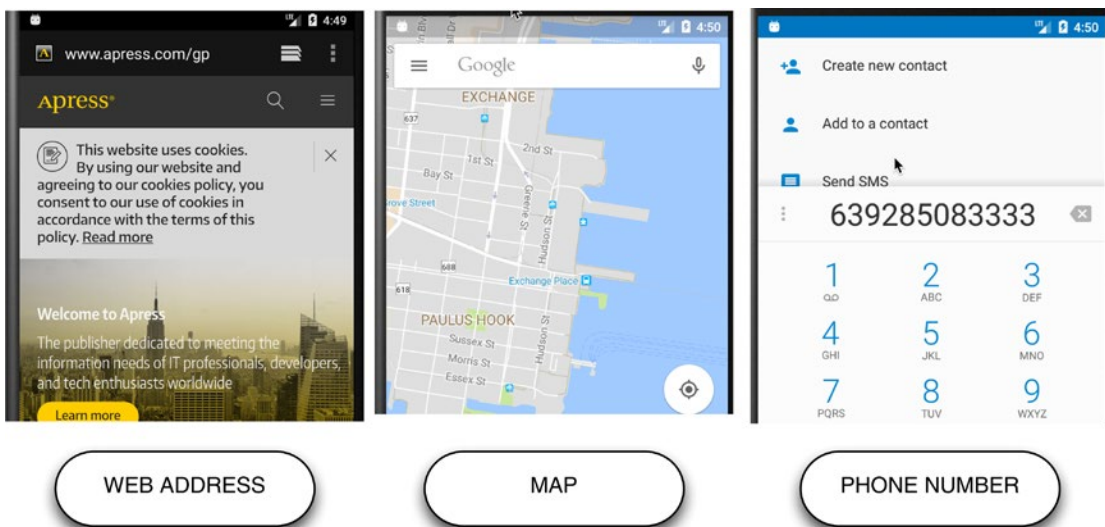 4:49
www.apress.com/gp
Apress®
This website uses cookies.
By using our website and
agreeing to our cookies policy, you
consent to our use of cookies in
accordance with the terms of this
policy. Read more
Welcome to Apress
The publisher dedicated to meeting the
information needs of IT professionals, developers,
and tech enthusiasts worldwide
Learn more
WEB ADDRESS
4:50
Google
EXCHANGE
637
2nd St
1st St
Bay St
Grove Street
Greene St
Hudson St
688
Exchange Place
618
PAULUS HOOK
Sussex St
Hudson St
Morris St
Essex St
MAP
4:50
Create new contact
Add to a contact
Send SMS
639285083333
1 2 3
ABC DEF
4 5 6
GHI JKL MNO
7 8 9
PQRS TUV WXYZ
PHONE NUMBER